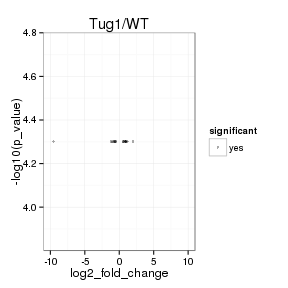 Tug1/WT
4.8
4.6
4.4
4.2
4.0
-log10(p_value)
-10 -5 0 5 10
log2_fold_change
significant
yes